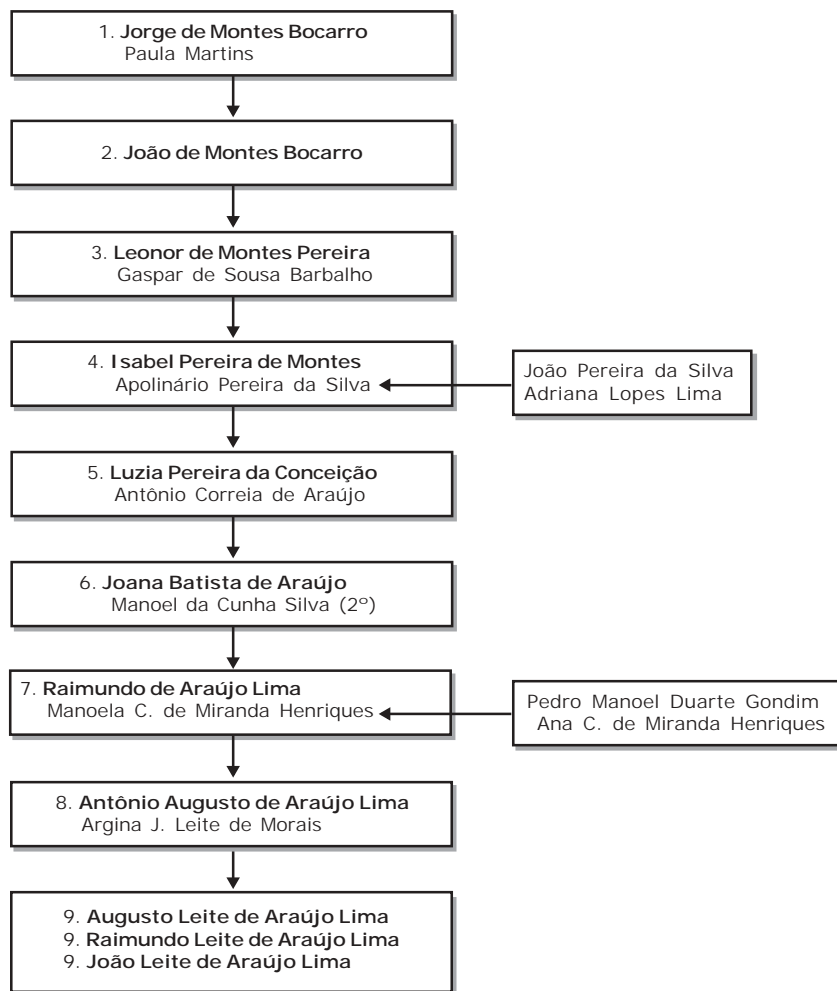 1. Jorge de Montes Bocarro
Paula Martins
2. João de Montes Bocarro
3. Leonor de Montes Pereira
Gaspar de Sousa Barbalho
4. Isabel Pereira de Montes
Apolinário Pereira da Silva
João Pereira da Silva
Adriana Lopes Lima
5. Luzia Pereira da Conceição
Antônio Correia de Araújo
6. Joana Batista de Araújo
Manoel da Cunha Silva (2º)
7. Raimundo de Araújo Lima
Manoela C. de Miranda Henriques
Pedro Manoel Duarte Gondim
Ana C. de Miranda Henriques
8. Antônio Augusto de Araújo Lima
Argina J. Leite de Morais
9. Augusto Leite de Araújo Lima
9. Raimundo Leite de Araújo Lima
9. João Leite de Araújo Lima